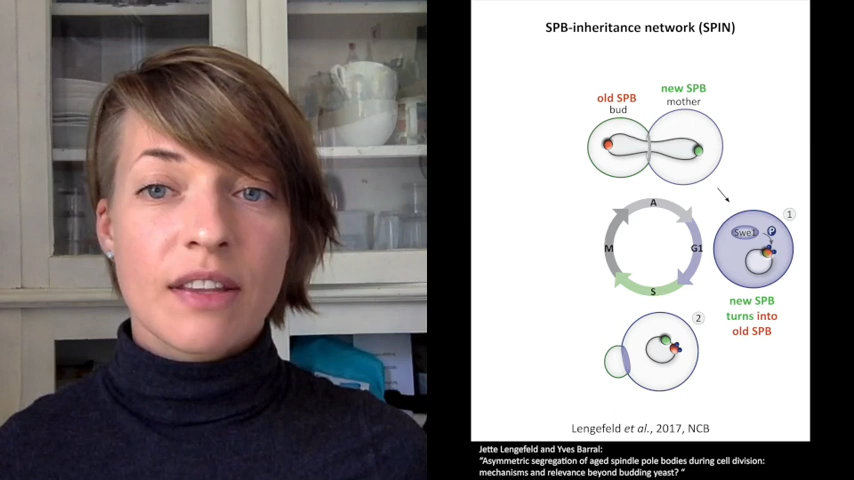 SPB-inheritance network (SPIN)
new SPB
old SPB
mother
bud
A
1
Swe1
P
M
G1
S
new SPB
turns into
old SPB
2
Lengefeld et al., 2017, NCB
Jette Lengefeld and Yves Barral:
"Asymmetric segregation of aged spindle pole bodies during cell division:
mechanisms and relevance beyond budding yeast? "